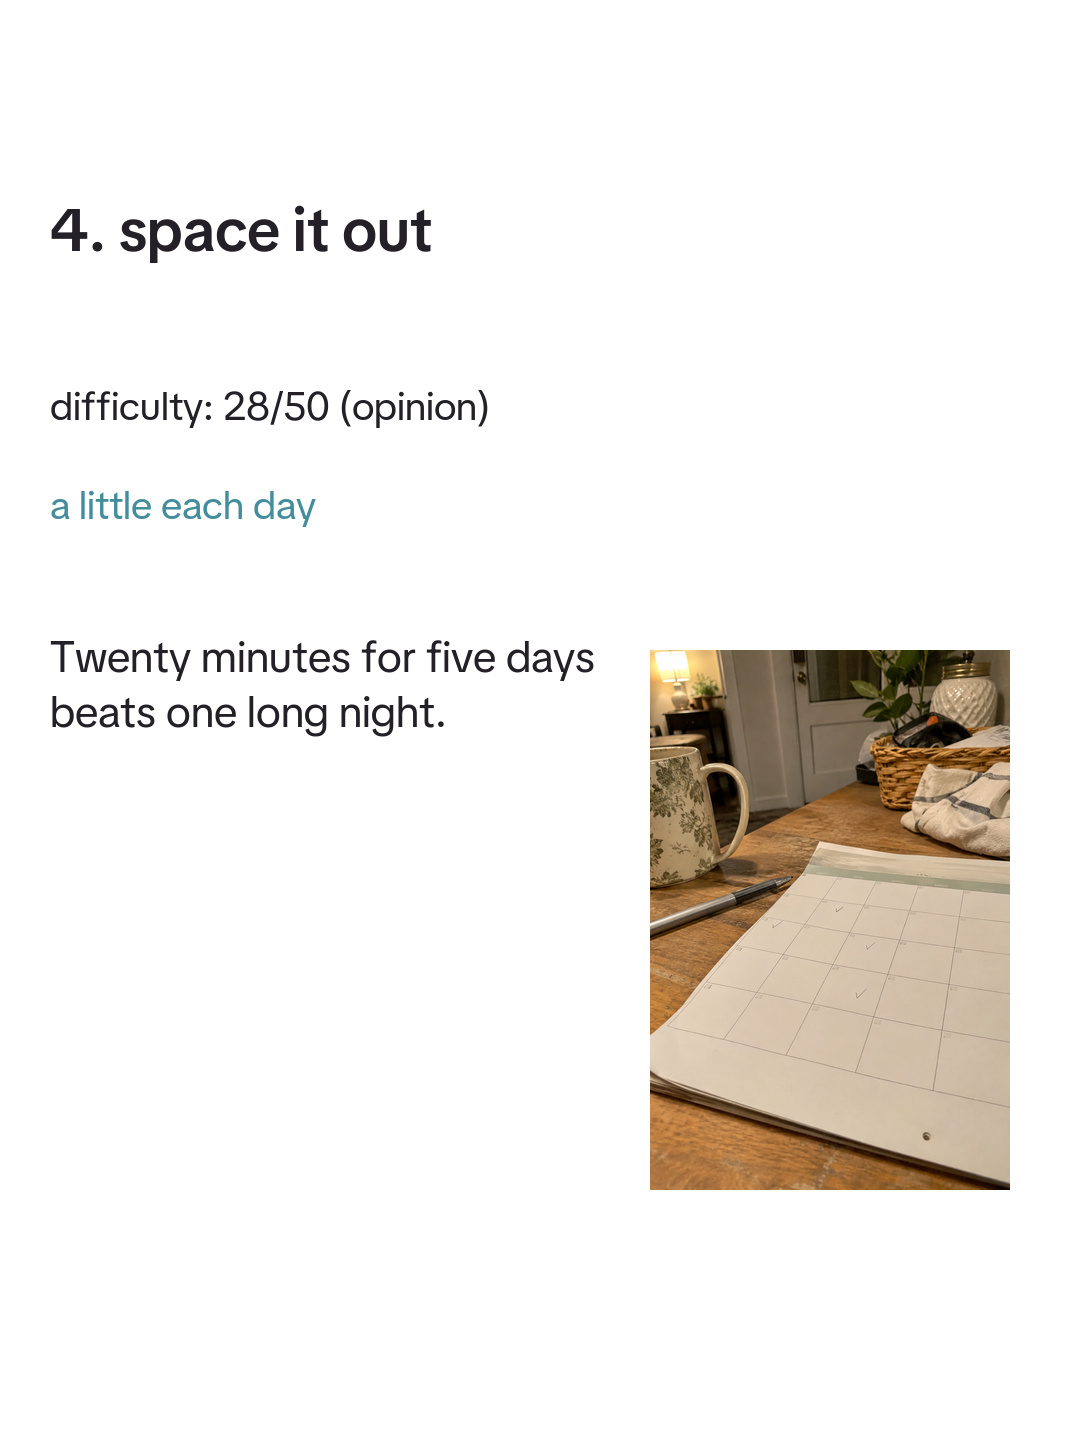 4. space it out
difficulty: 28/50 (opinion)
a little each day
Twenty minutes for five days
beats one long night.